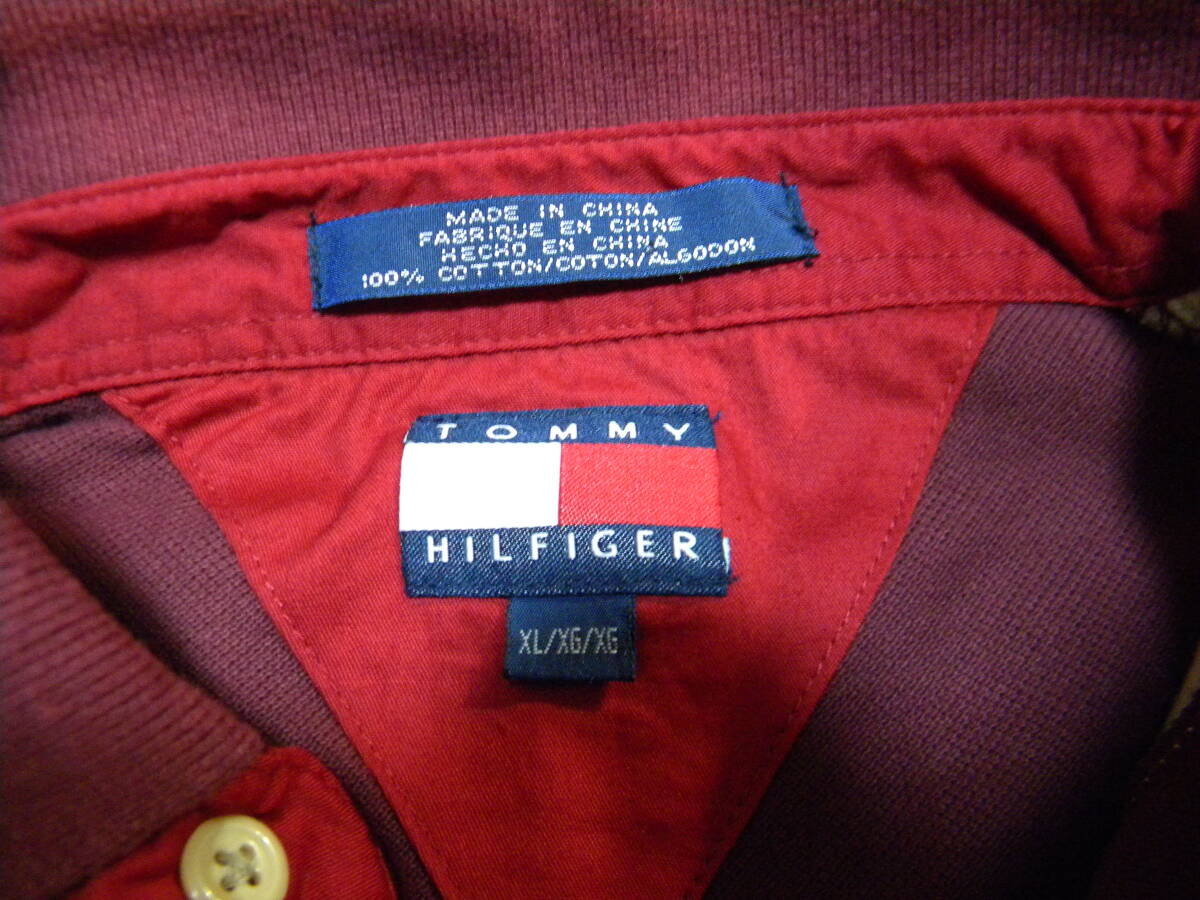 MADE IN CHINA
FABRIQUE EN CHINE
HECHO EN CHINA
100% COTTON/COTON/ALGODON
TOMMY
HILFIGER
XL/XG/XG